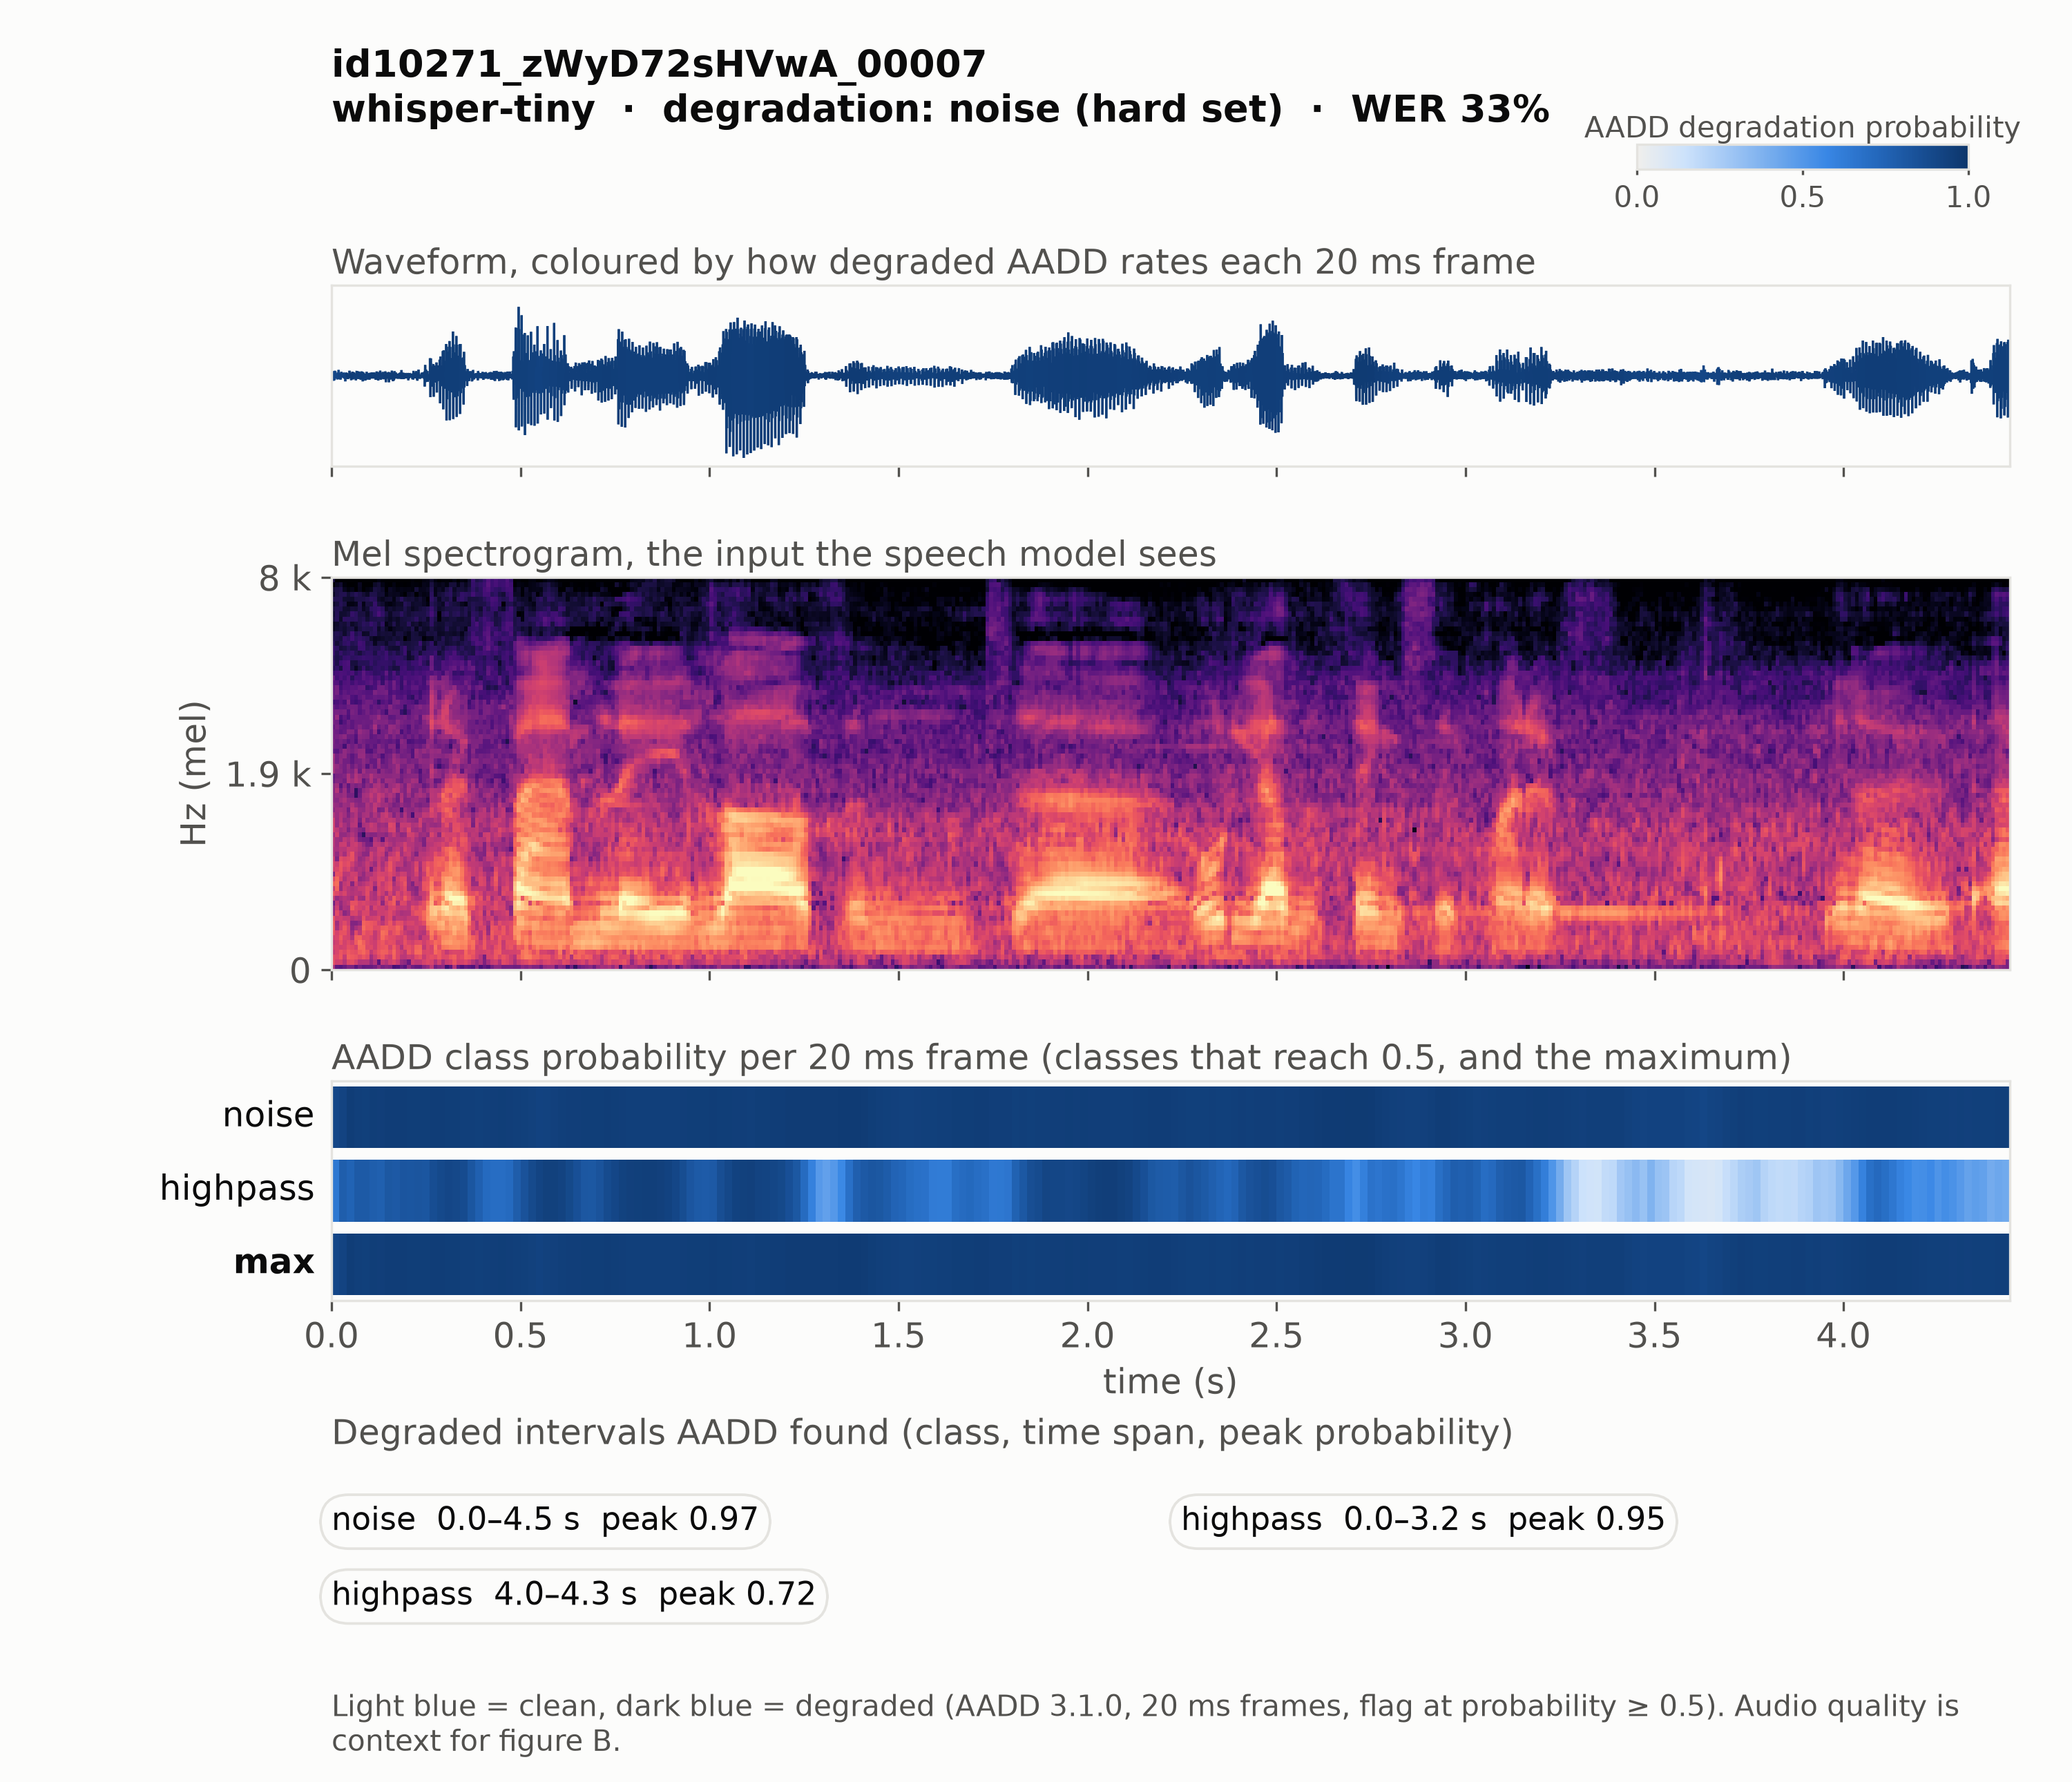 id10271_zWyD72sHVwA_00007
whisper-tiny · degradation: noise (hard set) · WER 33%
AADD degradation probability
0.0 0.5 1.0
Waveform, coloured by how degraded AADD rates each 20 ms frame
Mel spectrogram, the input the speech model sees
8 k
1.9 k
0
Hz (mel)
AADD class probability per 20 ms frame (classes that reach 0.5, and the maximum)
noise
highpass
max
0.0 0.5 1.0 1.5 2.0 2.5 3.0 3.5 4.0
time (s)
Degraded intervals AADD found (class, time span, peak probability)
noise 0.0–4.5 s peak 0.97
highpass 0.0–3.2 s peak 0.95
highpass 4.0–4.3 s peak 0.72
Light blue = clean, dark blue = degraded (AADD 3.1.0, 20 ms frames, flag at probability ≥ 0.5). Audio quality is
context for figure B.